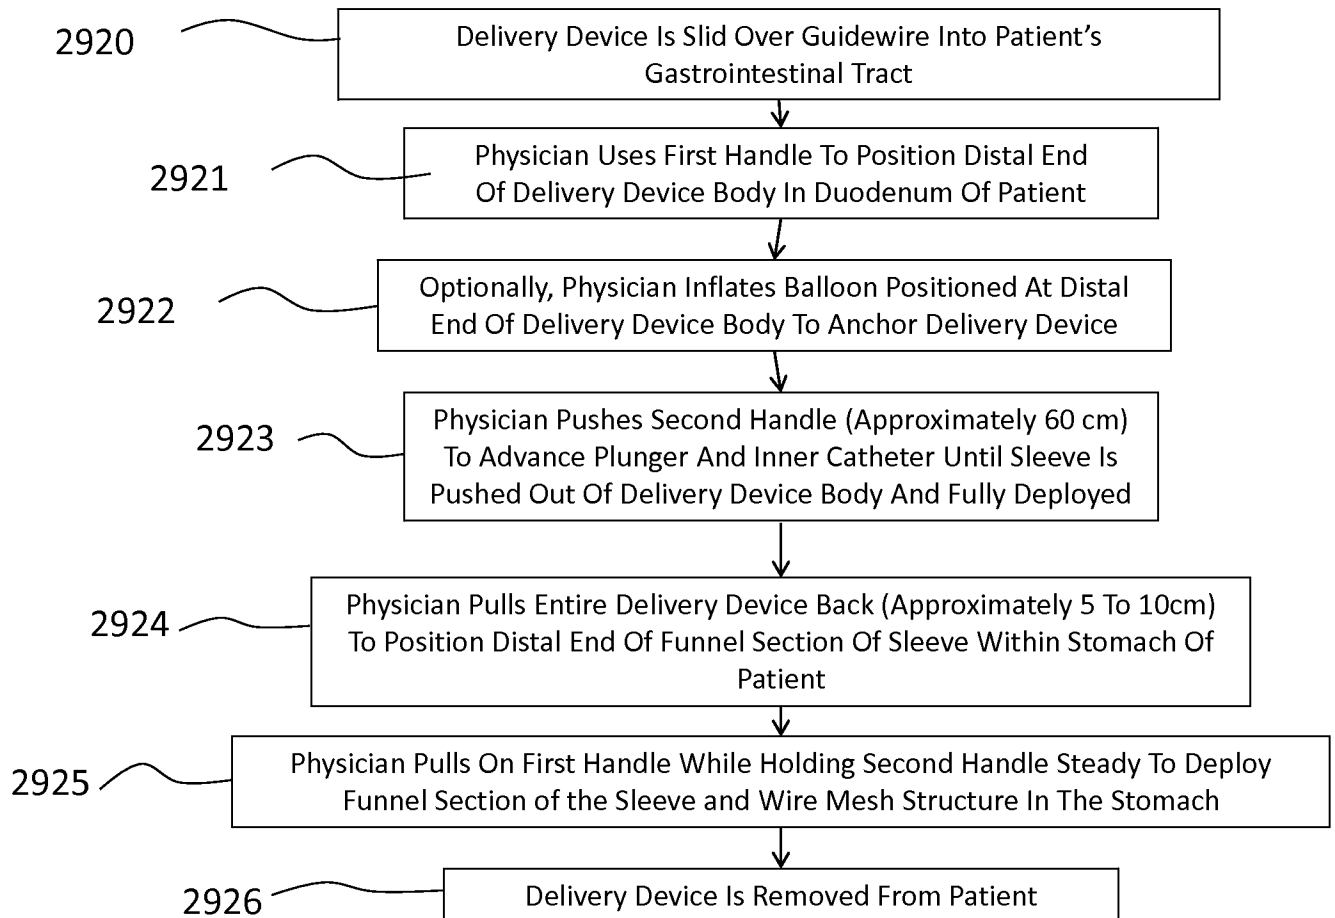 2920
Delivery Device Is Slid Over Guidewire Into Patient’s
Gastrointestinal Tract
2921
Physician Uses First Handle To Position Distal End
Of Delivery Device Body In Duodenum Of Patient
2922
Optionally, Physician Inflates Balloon Positioned At Distal
End Of Delivery Device Body To Anchor Delivery Device
2923
Physician Pushes Second Handle (Approximately 60 cm)
To Advance Plunger And Inner Catheter Until Sleeve Is
Pushed Out Of Delivery Device Body And Fully Deployed
2924
Physician Pulls Entire Delivery Device Back (Approximately 5 To 10cm)
To Position Distal End Of Funnel Section Of Sleeve Within Stomach Of
Patient
2925
Physician Pulls On First Handle While Holding Second Handle Steady To Deploy
Funnel Section of the Sleeve and Wire Mesh Structure In The Stomach
2926
Delivery Device Is Removed From Patient